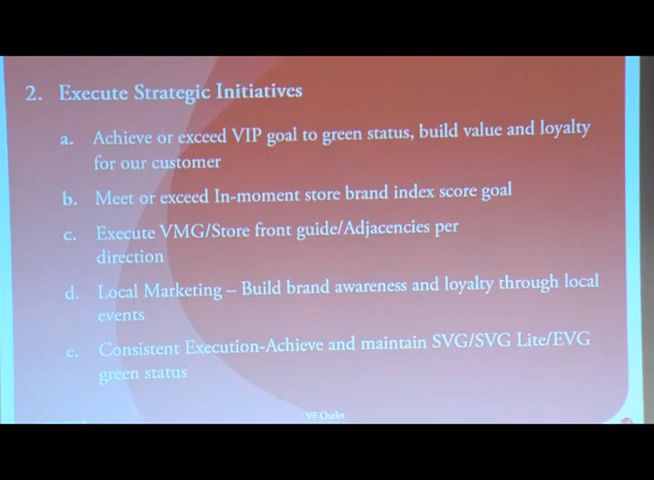 2. Execute Strategic Initiatives
a. Achieve or exceed VIP goal to green status, build value and loyalty
for our customer
b. Meet or exceed In-moment store brand index score goal
c. Execute VMG/Store front guide/Adjacencies per
direction
d. Local Marketing – Build brand awareness and loyalty through local
events
e. Consistent Execution-Achieve and maintain SVG/SVG Lite/EVG
green status
VF Outlet